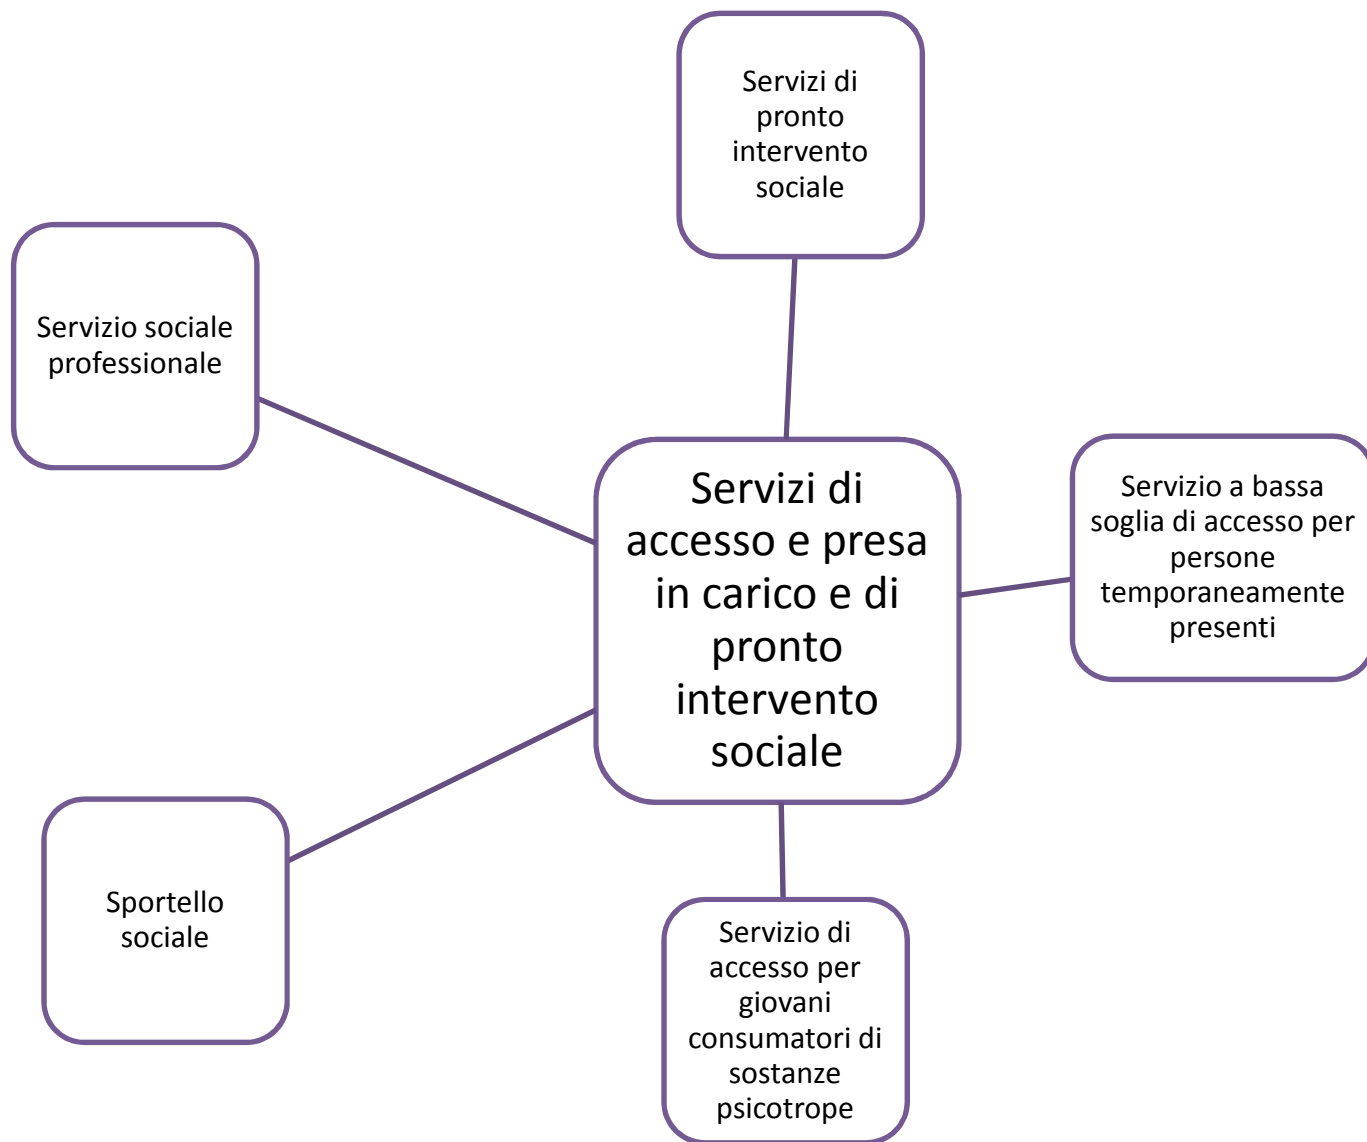 Servizi di
pronto
intervento
sociale
Servizio sociale
professionale
Servizi di
accesso e presa
in carico e di
pronto
intervento
sociale
Servizio a bassa
soglia di accesso per
persone
temporaneamente
presenti
Sportello
sociale
Servizio di
accesso per
giovani
consumatori di
sostanze
psicotrope